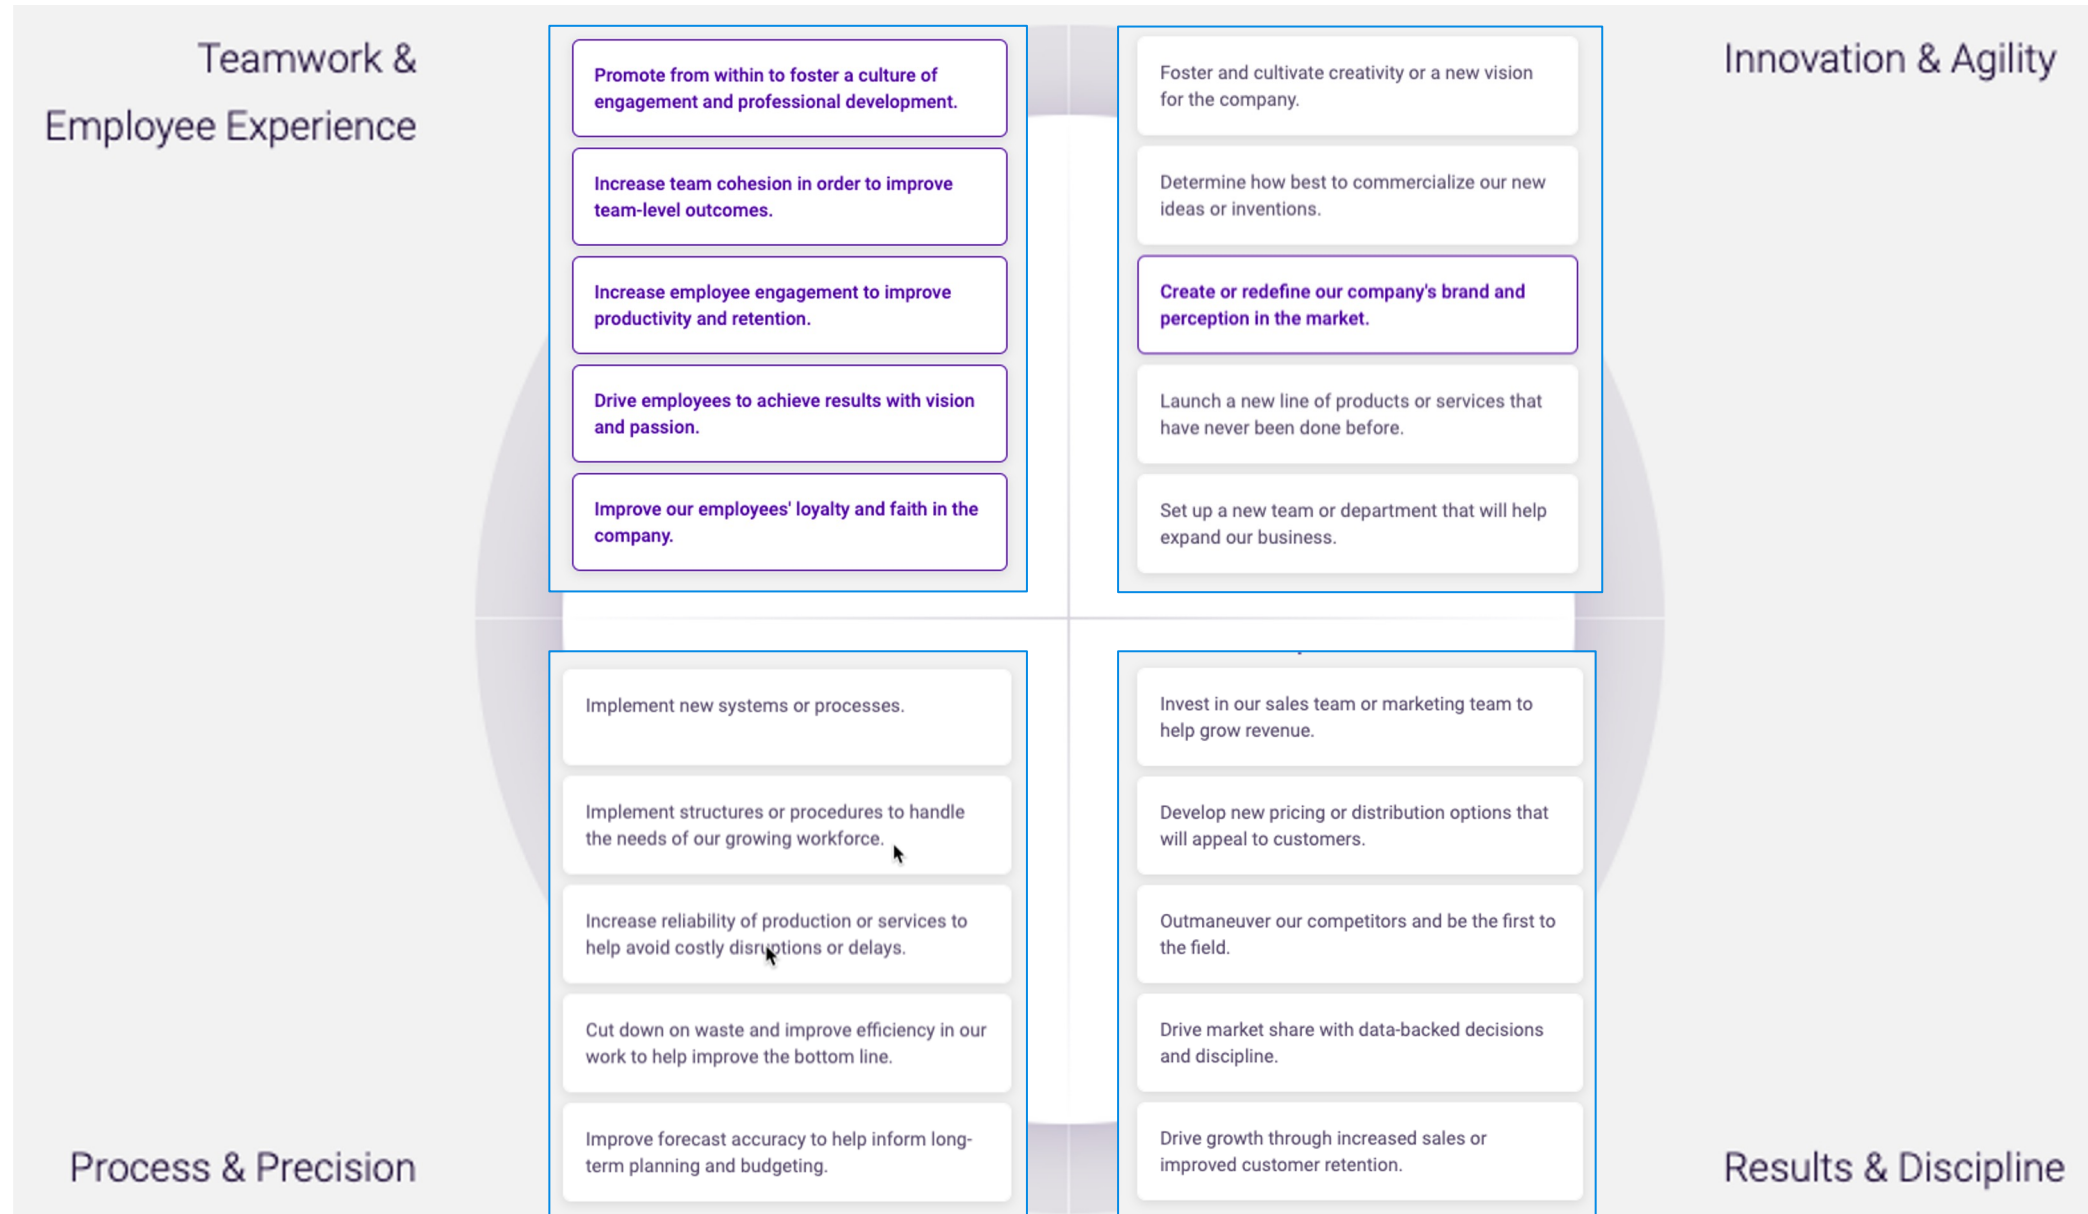 Teamwork &
Employee Experience
Promote from within to foster a culture of
engagement and professional development.
Increase team cohesion in order to improve
team-level outcomes.
Increase employee engagement to improve
productivity and retention.
Drive employees to achieve results with vision
and passion.
Improve our employees' loyalty and faith in the
company.
Innovation & Agility
Foster and cultivate creativity or a new vision
for the company.
Determine how best to commercialize our new
ideas or inventions.
Create or redefine our company's brand and
perception in the market.
Launch a new line of products or services that
have never been done before.
Set up a new team or department that will help
expand our business.
Process & Precision
Implement new systems or processes.
Implement structures or procedures to handle
the needs of our growing workforce.
Increase reliability of production or services to
help avoid costly disruptions or delays.
Cut down on waste and improve efficiency in our
work to help improve the bottom line.
Improve forecast accuracy to help inform long-
term planning and budgeting.
Results & Discipline
Invest in our sales team or marketing team to
help grow revenue.
Develop new pricing or distribution options that
will appeal to customers.
Outmaneuver our competitors and be the first to
the field.
Drive market share with data-backed decisions
and discipline.
Drive growth through increased sales or
improved customer retention.